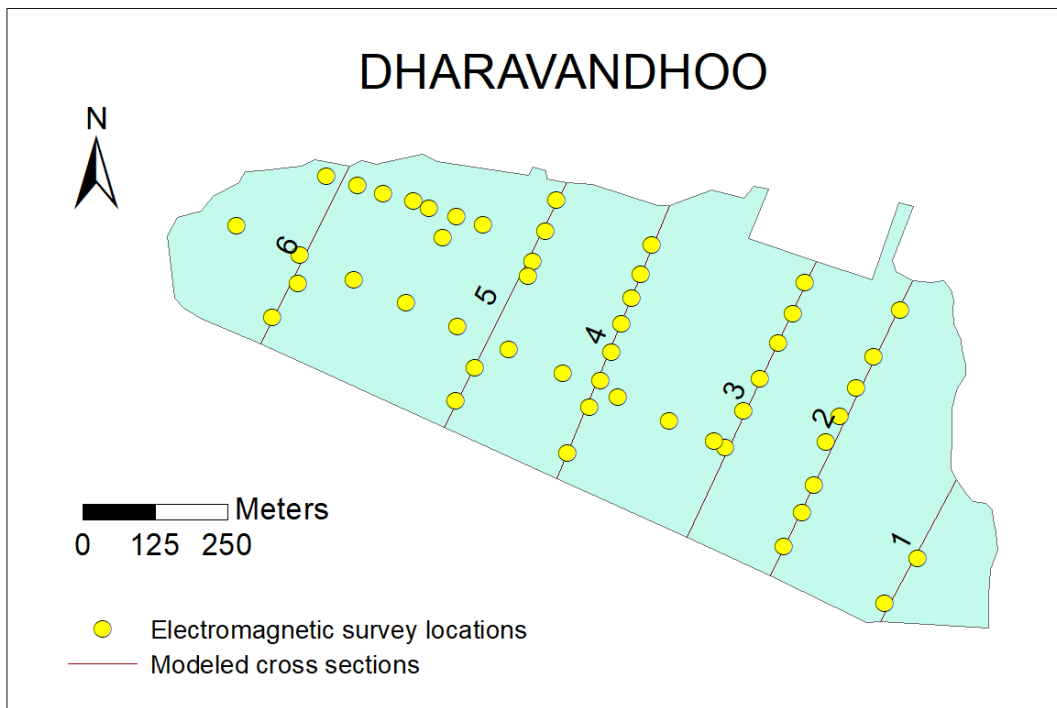 DHARAVANDHOO
N
6
5
4
3
2
1
Meters
0 125 250
Electromagnetic survey locations
Modeled cross sections